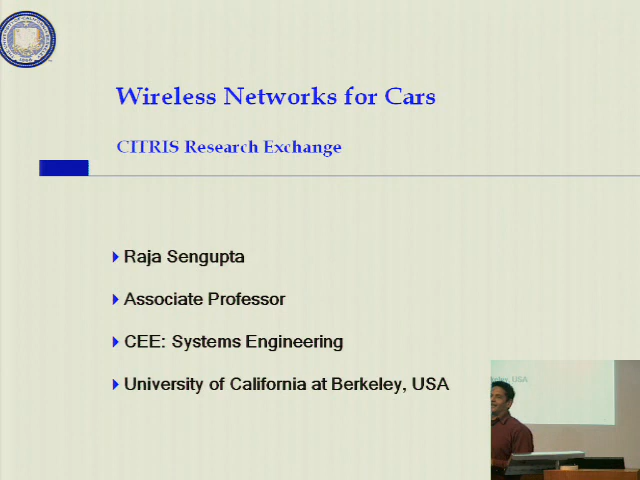 Wireless Networks for Cars
CITRIS Research Exchange
Raja Sengupta
Associate Professor
CEE: Systems Engineering
University of California at Berkeley, USA